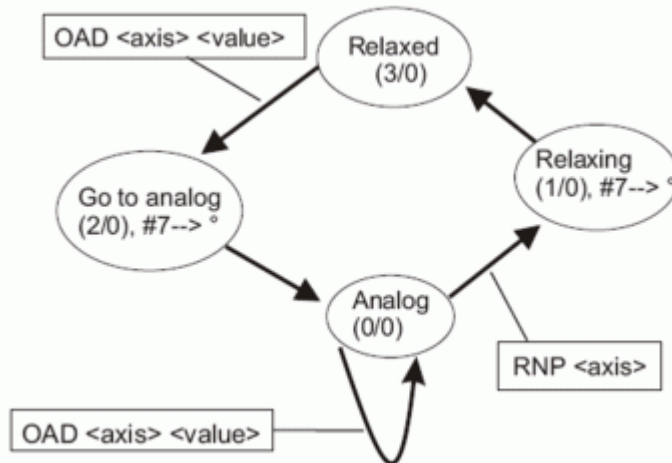 OAD <axis> <value>
Relaxed
(3/0)
Go to analog
(2/0), #7--> °
Relaxing
(1/0), #7--> °
Analog
(0/0)
RNP <axis>
OAD <axis> <value>